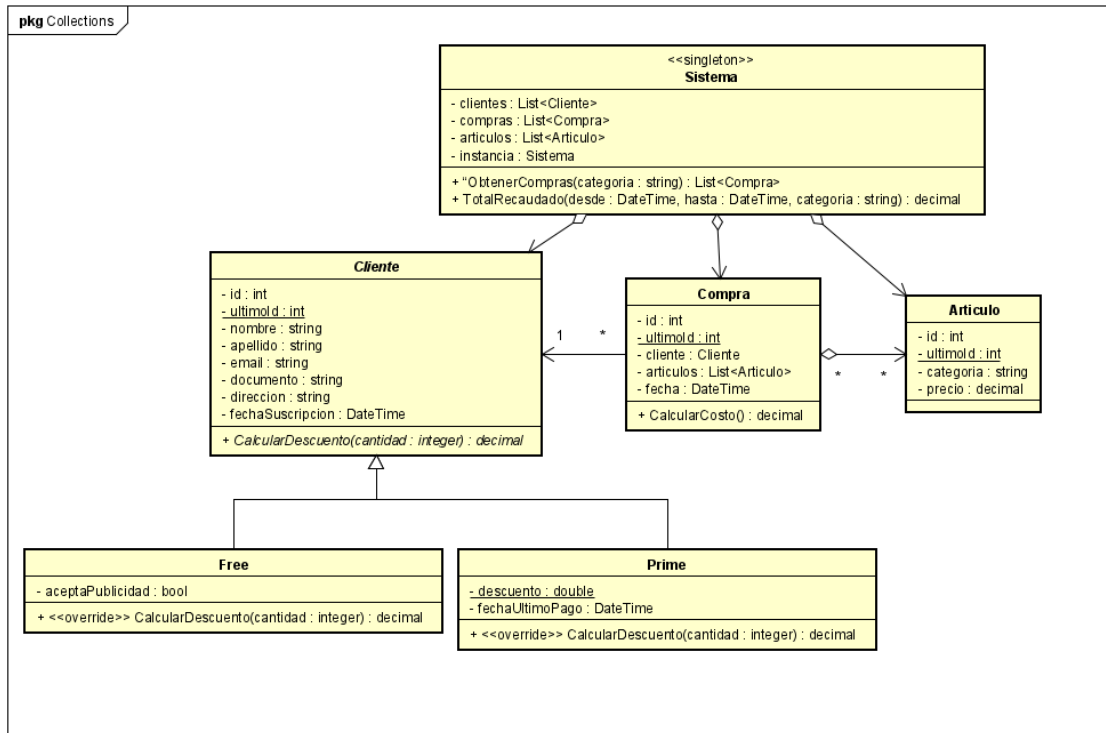 pkg Collections
<<singleton>>
Sistema
- clientes : List<Cliente>
- compras : List<Compra>
- articulos : List<Articulo>
- instancia : Sistema
+ "ObtenerCompras(categoria : string) : List<Compra>
+ TotalRecaudado(desde : DateTime, hasta : DateTime, categoria : string) : decimal
Cliente
- id : int
- ultimoId : int
- nombre : string
- apellido : string
- email : string
- documento : string
- direccion : string
- fechaSuscripcion : DateTime
+ CalcularDescuento(cantidad : integer) : decimal
1
*
Compra
- id : int
- ultimoId : int
- cliente : Cliente
- articulos : List<Articulo>
- fecha : DateTime
+ CalcularCosto() : decimal
*
*
Articulo
- id : int
- ultimoId : int
- categoria : string
- precio : decimal
Free
- aceptaPublicidad : bool
+ <<override>> CalcularDescuento(cantidad : integer) : decimal
Prime
- descuento : double
- fechaUltimoPago : DateTime
+ <<override>> CalcularDescuento(cantidad : integer) : decimal